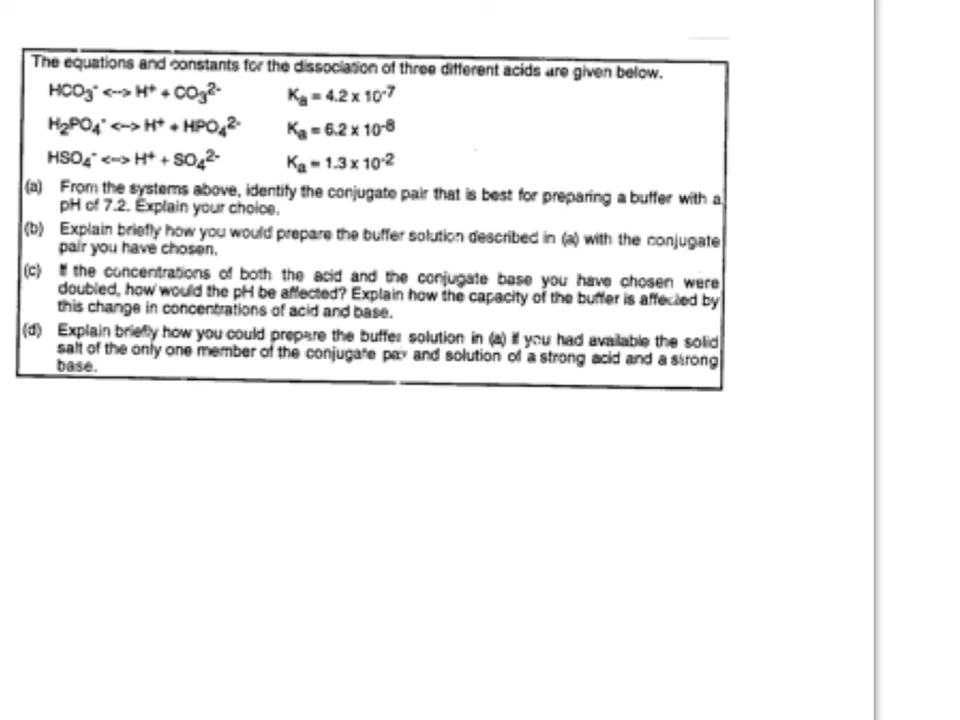 The equations and constants for the dissociation of three different acids are given below.
HCO₃⁻ <--> H⁺ + CO₃²⁻ Kₐ = 4.2 x 10⁻⁷
H₂PO₄⁻ <--> H⁺ + HPO₄²⁻ Kₐ = 6.2 x 10⁻⁸
HSO₄⁻ <--> H⁺ + SO₄²⁻ Kₐ = 1.3 x 10⁻²
(a) From the systems above, identify the conjugate pair that is best for preparing a buffer with a
pH of 7.2. Explain your choice.
(b) Explain briefly how you would prepare the buffer solution described in (a) with the conjugate
pair you have chosen.
(c) If the concentrations of both the acid and the conjugate base you have chosen were
doubled, how would the pH be affected? Explain how the capacity of the buffer is affected by
this change in concentrations of acid and base.
(d) Explain briefly how you could prepare the buffer solution in (a) if you had available the solid
salt of the only one member of the conjugate pair and solution of a strong acid and a strong
base.